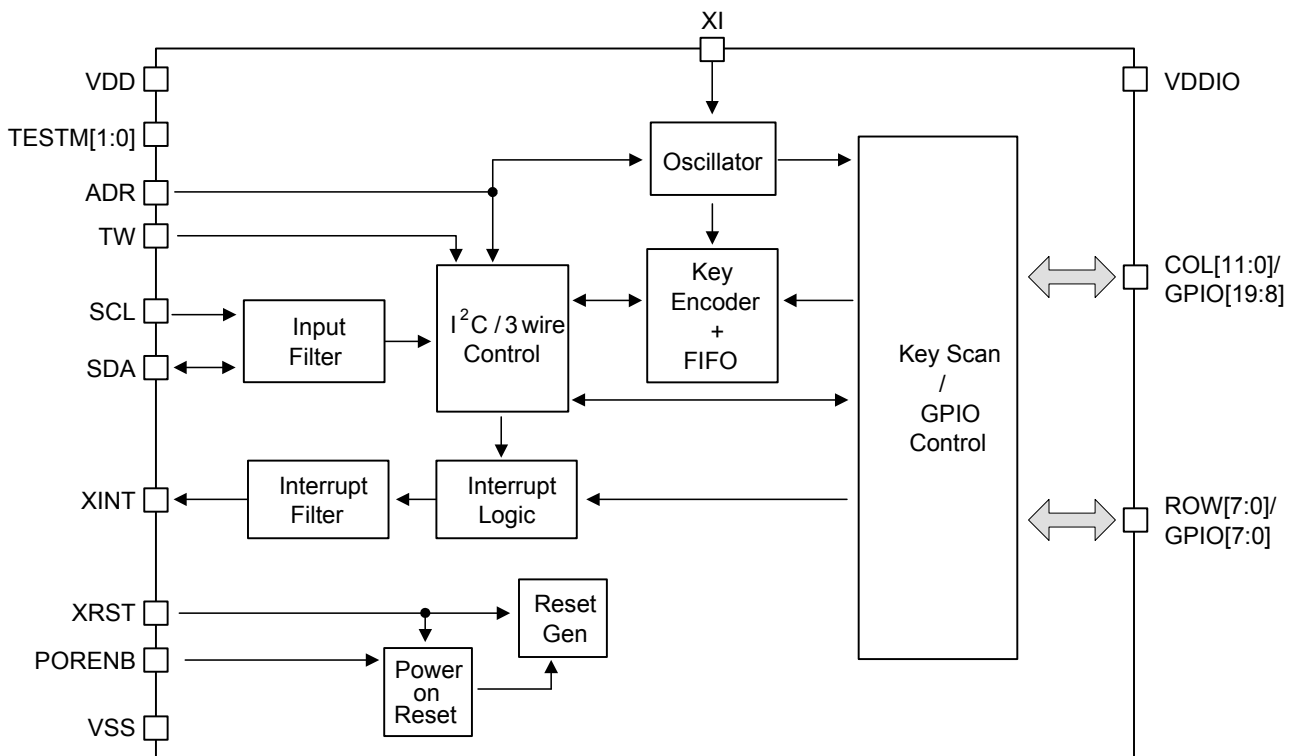 XI
VDD
VDDIO
TESTM[1:0]
Oscillator
ADR
TW
Key
Encoder
+
FIFO
COL[11:0]/
GPIO[19:8]
SCL
Input
Filter
I²C / 3 wire
Control
SDA
Key Scan
/
GPIO
Control
XINT
Interrupt
Filter
Interrupt
Logic
ROW[7:0]/
GPIO[7:0]
XRST
Reset
Gen
PORENB
Power
on
Reset
VSS